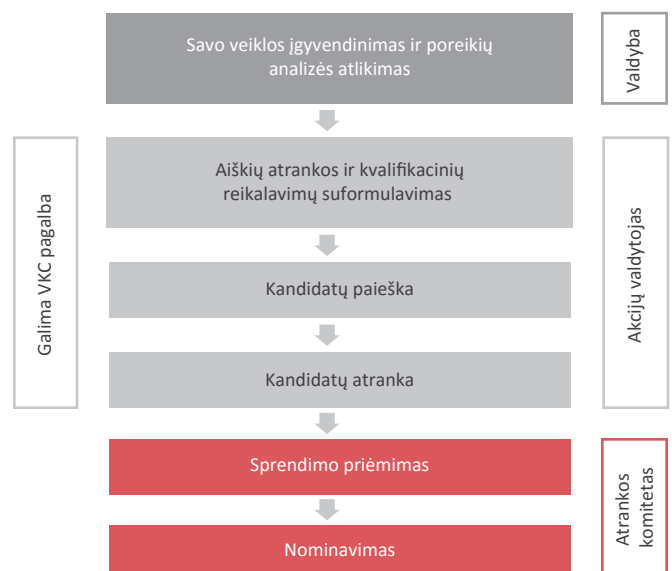 Savo veiklos įgyvendinimas ir poreikių
analizės atlikimas
Valdyba
Galima VKC pagalba
Aiškių atrankos ir kvalifikacinių
reikalavimų suformulavimas
Kandidatų paieška
Kandidatų atranka
Akcijų valdytojas
Sprendimo priėmimas
Nominavimas
Atrankos
komitetas